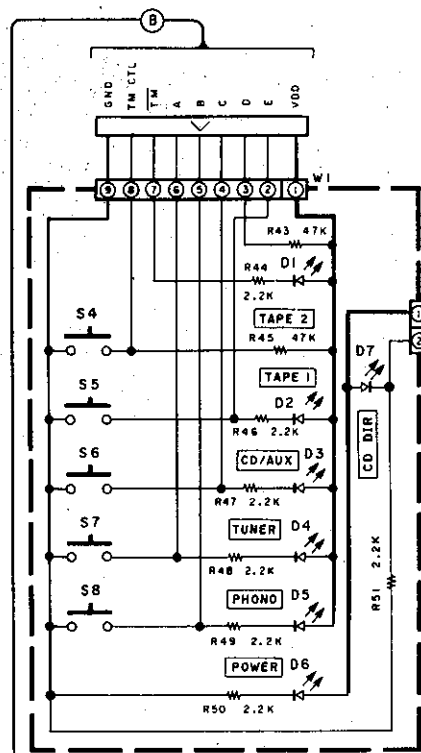 B
GND
TM CTL
TM
A
B
C
D
E
VDD
W1
9 8 7 6 5 4 3 2 1
R43 47K
R44 D1
2.2K
1
2
S4
TAPE 2
R45 47K
D7
S5
TAPE 1
D2
R46 2.2K
CD DIR
S6
CD/AUX D3
R47 2.2K
S7
TUNER D4
R48 2.2K
R51 2.2K
S8
PHONO D5
R49 2.2K
POWER D6
R50 2.2K